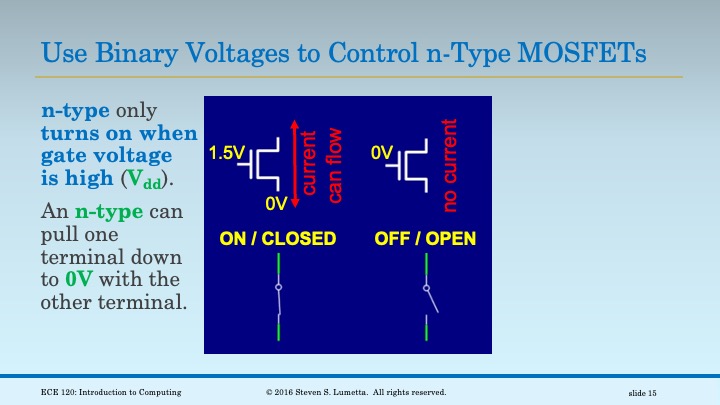 Use Binary Voltages to Control n-Type MOSFETs
n-type only
turns on when
gate voltage
is high (Vdd).
An n-type can
pull one
terminal down
to 0V with the
other terminal.
1.5V
current
can flow
0V
0V
no current
ON / CLOSED
OFF / OPEN
ECE 120: Introduction to Computing
© 2016 Steven S. Lumetta. All rights reserved.
slide 15